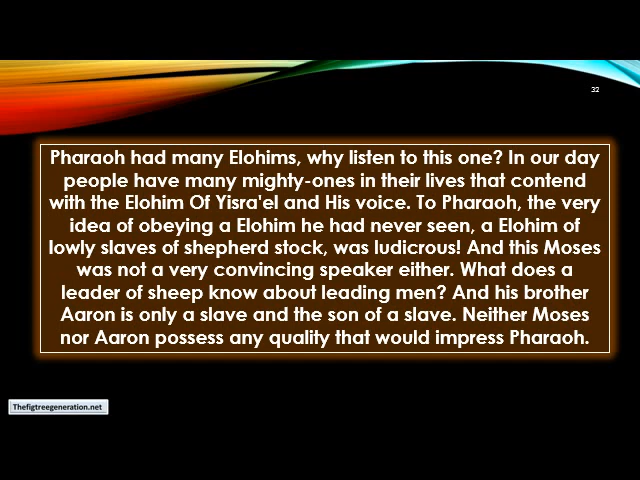 32
Pharaoh had many Elohims, why listen to this one? In our day
people have many mighty-ones in their lives that contend
with the Elohim Of Yisra'el and His voice. To Pharaoh, the very
idea of obeying a Elohim he had never seen, a Elohim of
lowly slaves of shepherd stock, was ludicrous! And this Moses
was not a very convincing speaker either. What does a
leader of sheep know about leading men? And his brother
Aaron is only a slave and the son of a slave. Neither Moses
nor Aaron possess any quality that would impress Pharaoh.
Thefigtreegeneration.net